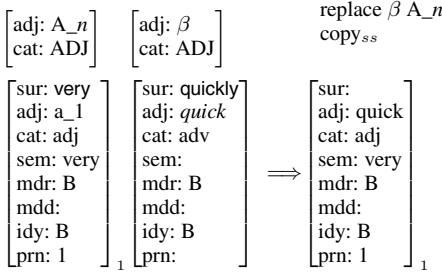 adj: A_n
cat: ADJ
adj: β
cat: ADJ
replace β A_n
copyss
sur: very
adj: a_1
cat: adj
sem: very
mdr: B
mdd:
idy: B
prn: 1
1
sur: quickly
adj: quick
cat: adv
sem:
mdr: B
mdd:
idy: B
prn:
⟹
sur:
adj: quick
cat: adj
sem: very
mdr: B
mdd:
idy: B
prn: 1
1